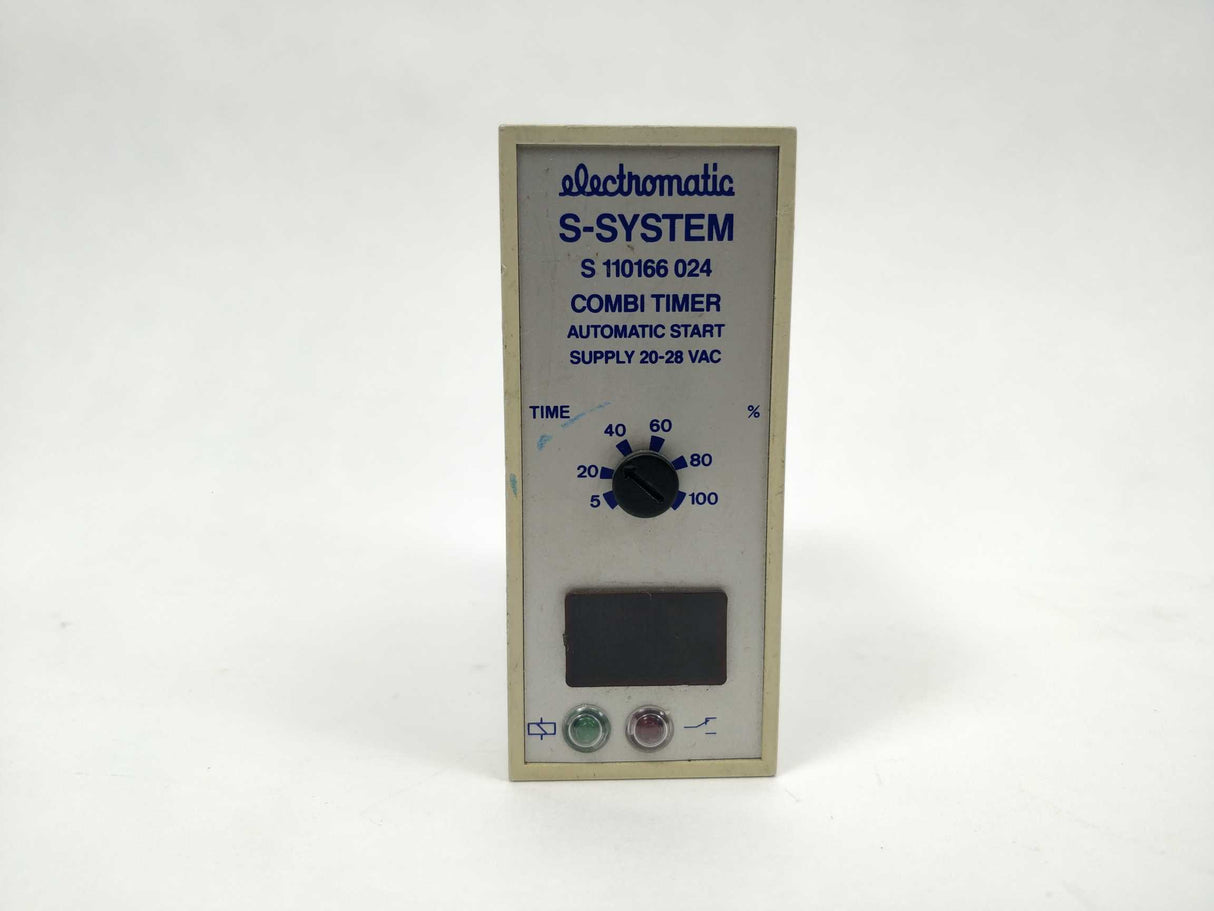 electromatic
S-SYSTEM
S 110166 024
COMBI TIMER
AUTOMATIC START
SUPPLY 20-28 VAC
TIME %
40 60
20 80
5 100